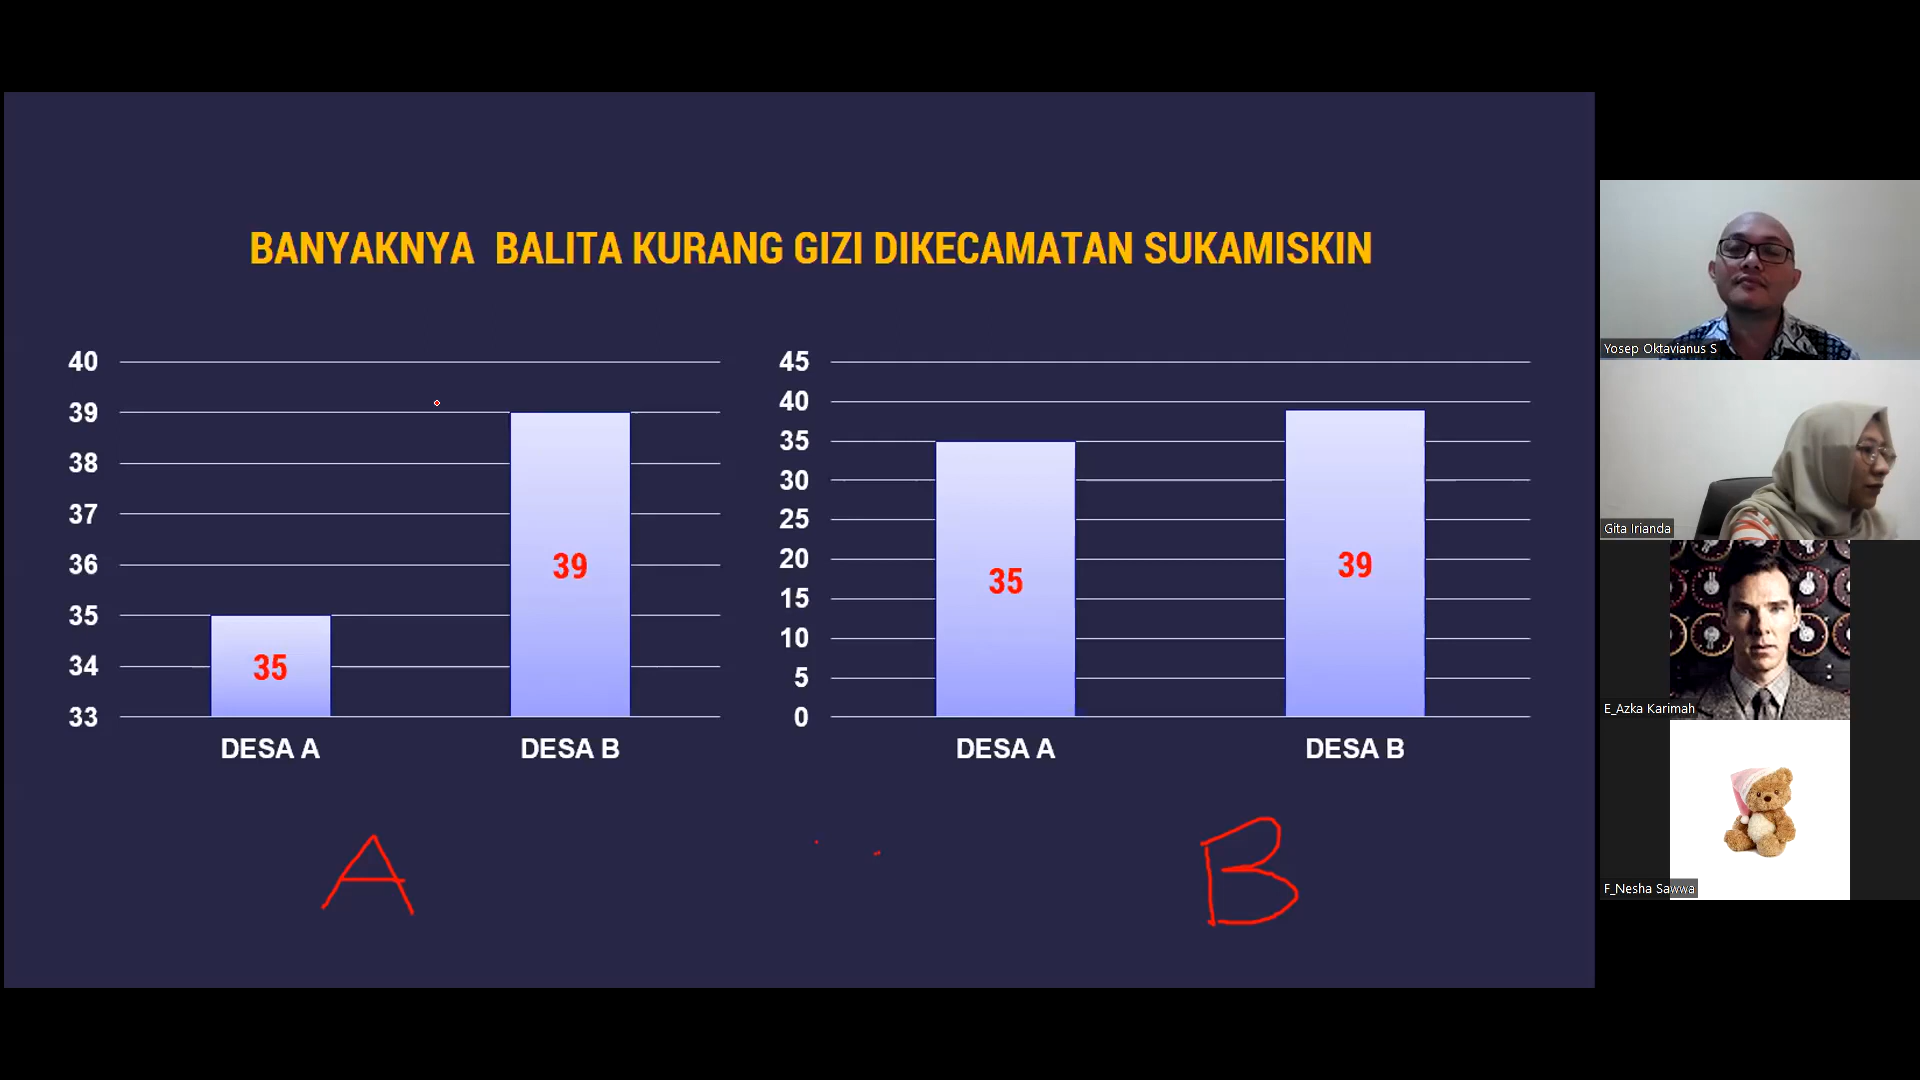 BANYAKNYA  BALITA KURANG GIZI DIKECAMATAN SUKAMISKIN
40
39
38
37
36
35
34
33
35
39
DESA A
DESA B
A
45
40
35
30
25
20
15
10
5
0
35
39
DESA A
DESA B
B
Yosep Oktavianus S
Gita Irianda
E_Azka Karimah
F_Nesha Sawwa